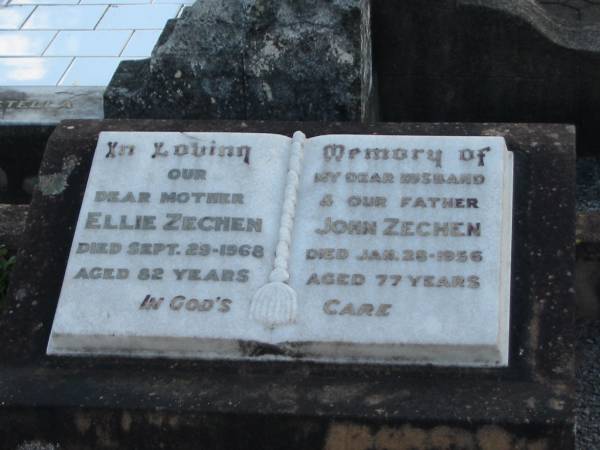 In Loving Memory of
OUR
DEAR MOTHER
ELLIE ZECHEN
DIED SEPT. 29-1968
AGED 82 YEARS
MY DEAR HUSBAND
& OUR FATHER
JOHN ZECHEN
DIED JAN. 28-1956
AGED 77 YEARS
IN GOD'S CARE